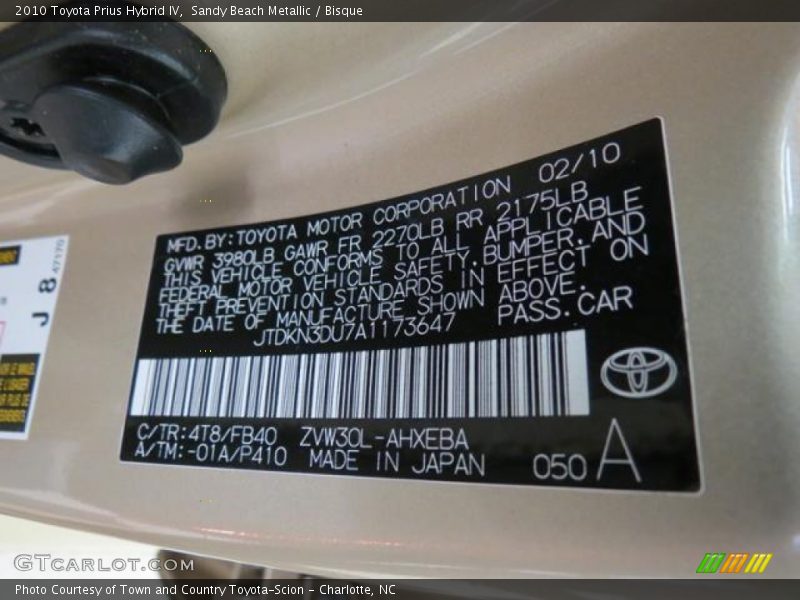 2010 Toyota Prius Hybrid IV, Sandy Beach Metallic / Bisque
MFD. BY: TOYOTA MOTOR CORPORATION 02/10
GVWR 3980LB GAWR FR 2270LB RR 2175LB
THIS VEHICLE CONFORMS TO ALL APPLICABLE
FEDERAL MOTOR VEHICLE SAFETY, BUMPER, AND
THEFT PREVENTION STANDARDS IN EFFECT ON
THE DATE OF MANUFACTURE SHOWN ABOVE.
JTDKN3DU7A1173647 PASS. CAR
C/TR: 4T8/FB40 ZVW30L-AHXEBA
A/TM: -01A/P410 MADE IN JAPAN 050 A
J 8 47170
GTCARLOT.COM
Photo Courtesy of Town and Country Toyota-Scion - Charlotte, NC